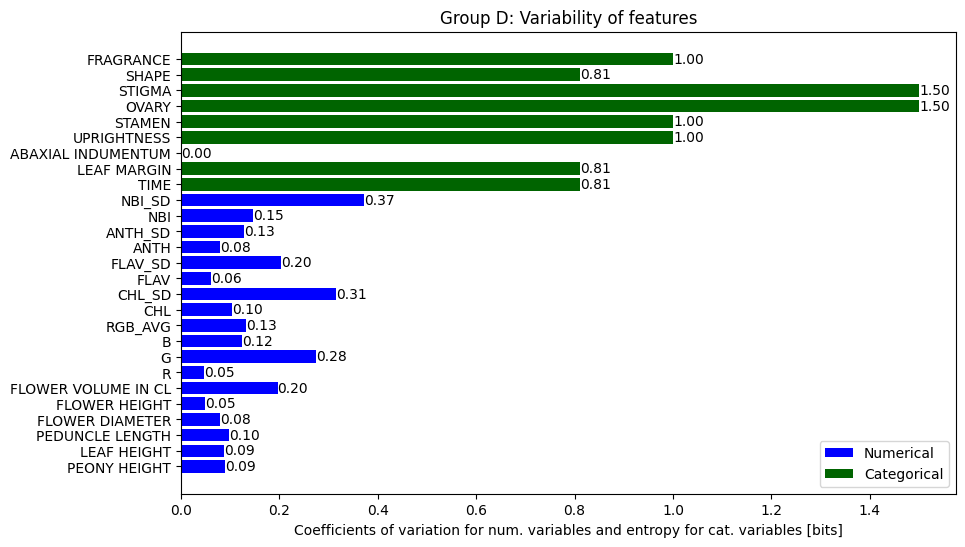 Group D: Variability of features
FRAGRANCE 1.00
SHAPE 0.81
STIGMA 1.50
OVARY 1.50
STAMEN 1.00
UPRIGHTNESS 1.00
ABAXIAL INDUMENTUM 0.00
LEAF MARGIN 0.81
TIME 0.81
NBI_SD 0.37
NBI 0.15
ANTH_SD 0.13
ANTH 0.08
FLAV_SD 0.20
FLAV 0.06
CHL_SD 0.31
CHL 0.10
RGB_AVG 0.13
B 0.12
G 0.28
R 0.05
FLOWER VOLUME IN CL 0.20
FLOWER HEIGHT 0.05
FLOWER DIAMETER 0.08
PEDUNCLE LENGTH 0.10
LEAF HEIGHT 0.09
PEONY HEIGHT 0.09
Numerical
Categorical
0.0 0.2 0.4 0.6 0.8 1.0 1.2 1.4
Coefficients of variation for num. variables and entropy for cat. variables [bits]